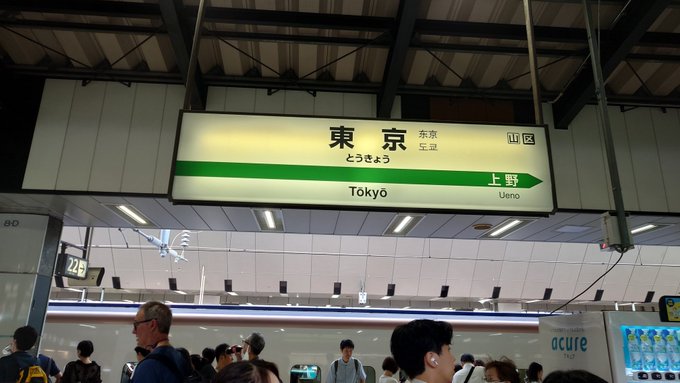 東京
とうきょう
东京
도쿄
山区
上野
Tōkyō
Ueno
8-D
22
acure